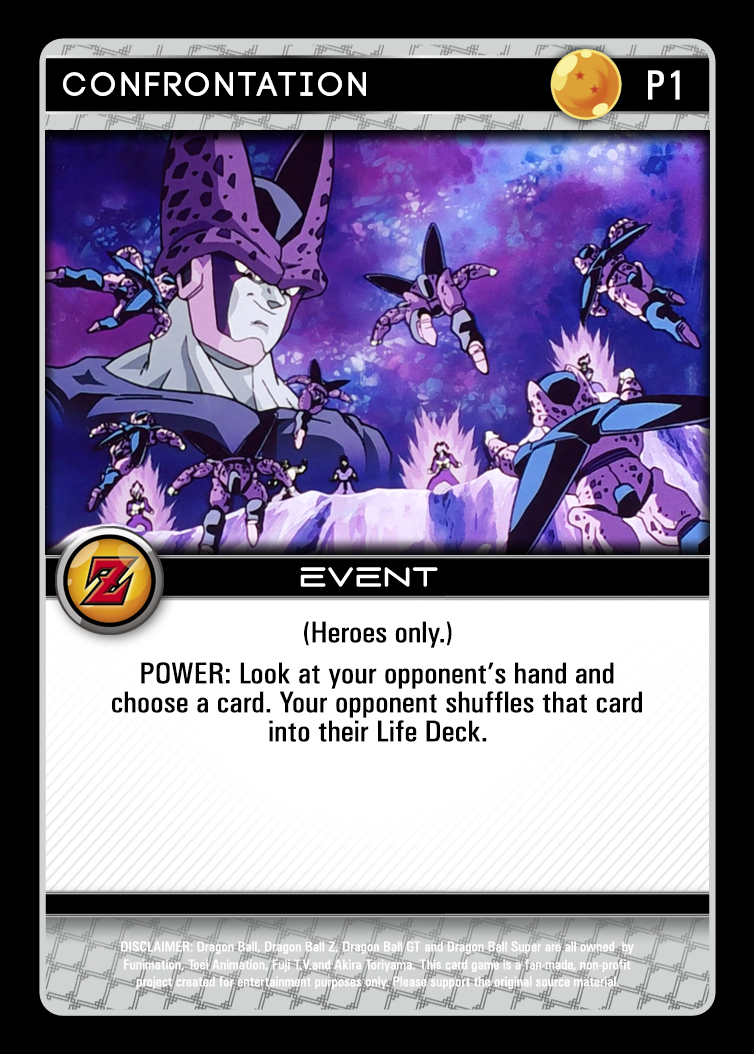 CONFRONTATION P1
Z
EVENT
(Heroes only.)
POWER: Look at your opponent's hand and
choose a card. Your opponent shuffles that card
into their Life Deck.
DISCLAIMER: Dragon Ball, Dragon Ball Z, Dragon Ball GT and Dragon Ball Super are all owned by
Funimation, Toei Animation, Fuji T.V.and Akira Toriyama. This card game is a fan-made, non-profit
project created for entertainment purposes only. Please support the original source material.